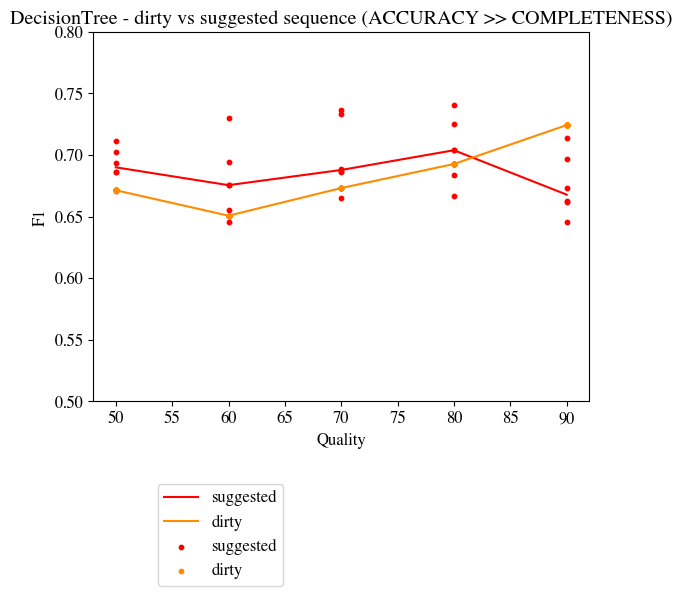 DecisionTree - dirty vs suggested sequence (ACCURACY >> COMPLETENESS)
0.80
0.75
0.70
0.65
0.60
0.55
0.50
F1
50 55 60 65 70 75 80 85 90
Quality
suggested
dirty
suggested
dirty